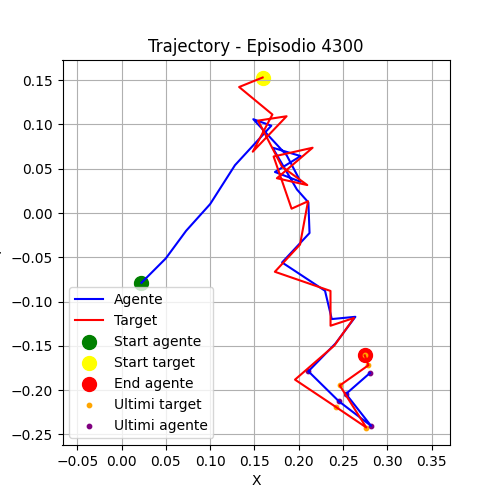 Trajectory - Episodio 4300
0.15
0.10
0.05
0.00
−0.05
−0.10
−0.15
−0.20
−0.25
Agente
Target
Start agente
Start target
End agente
Ultimi target
Ultimi agente
−0.05 0.00 0.05 0.10 0.15 0.20 0.25 0.30 0.35
X